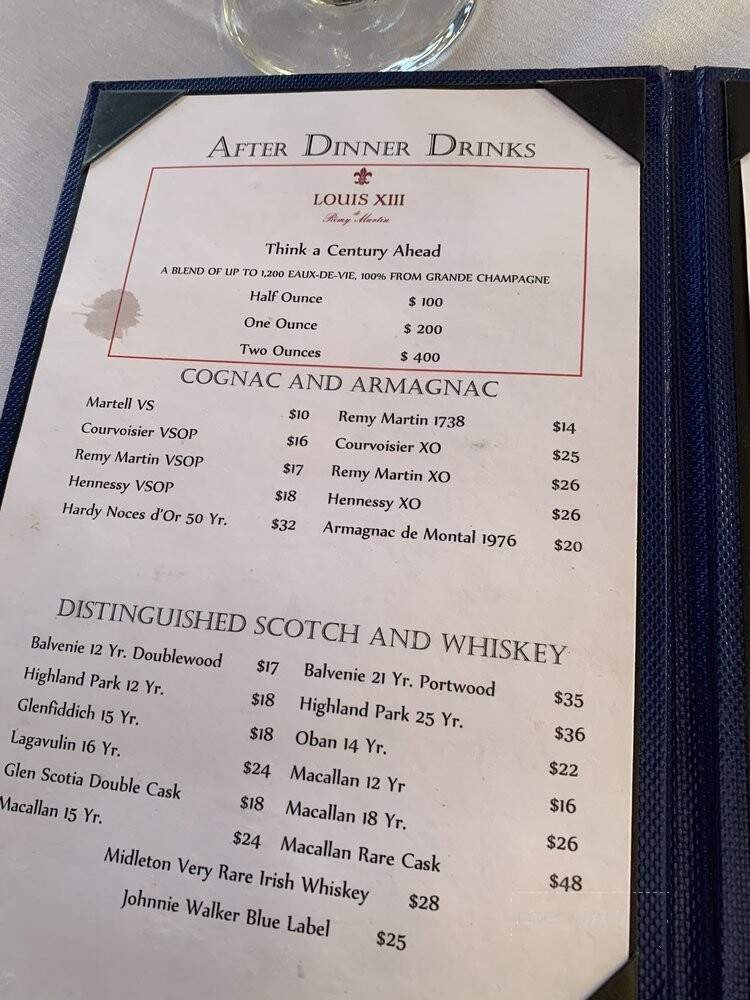 AFTER DINNER DRINKS
LOUIS XIII
de
Rémy Martin
Think a Century Ahead
A BLEND OF UP TO 1,200 EAUX-DE-VIE, 100% FROM GRANDE CHAMPAGNE
Half Ounce $ 100
One Ounce $ 200
Two Ounces $ 400
COGNAC AND ARMAGNAC
Martell VS $10 Remy Martin 1738 $14
Courvoisier VSOP $16 Courvoisier XO $25
Remy Martin VSOP $17 Remy Martin XO $26
Hennessy VSOP $18 Hennessy XO $26
Hardy Noces d'Or 50 Yr. $32 Armagnac de Montal 1976 $20
DISTINGUISHED SCOTCH AND WHISKEY
Balvenie 12 Yr. Doublewood $17 Balvenie 21 Yr. Portwood $35
Highland Park 12 Yr. $18 Highland Park 25 Yr. $36
Glenfiddich 15 Yr. $18 Oban 14 Yr. $22
Lagavulin 16 Yr. $24 Macallan 12 Yr $16
Glen Scotia Double Cask $18 Macallan 18 Yr. $26
Macallan 15 Yr. $24 Macallan Rare Cask $48
Midleton Very Rare Irish Whiskey $28
Johnnie Walker Blue Label $25